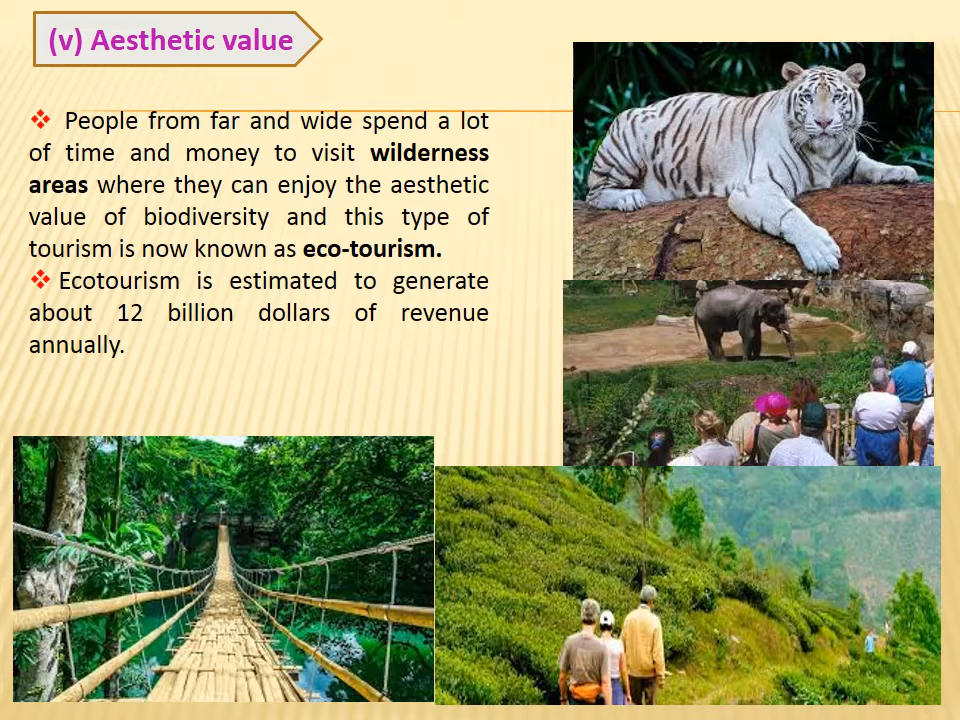 (v) Aesthetic value
❖ People from far and wide spend a lot
of time and money to visit wilderness
areas where they can enjoy the aesthetic
value of biodiversity and this type of
tourism is now known as eco-tourism.
❖ Ecotourism is estimated to generate
about 12 billion dollars of revenue
annually.